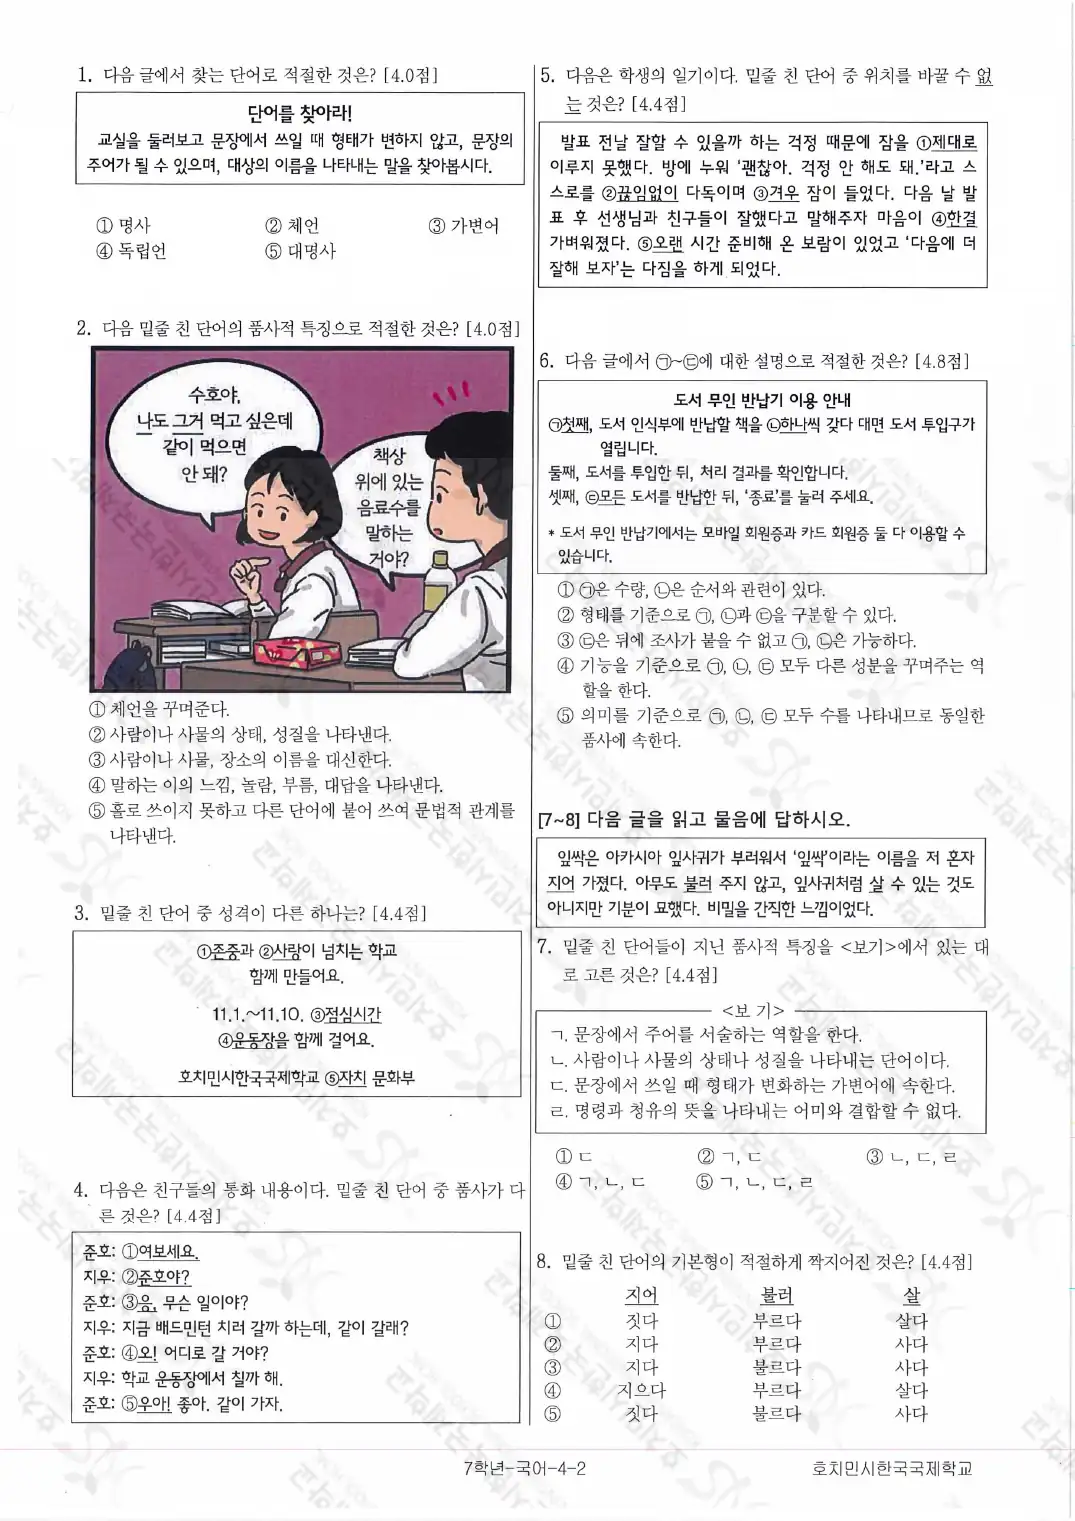 1. 다음 글에서 찾는 단어로 적절한 것은? [4.0점]
단어를 찾아라!
교실을 둘러보고 문장에서 쓰일 때 형태가 변하지 않고, 문장의
주어가 될 수 있으며, 대상의 이름을 나타내는 말을 찾아봅시다.
① 명사 ② 체언 ③ 가변어
④ 독립언 ⑤ 대명사
2. 다음 밑줄 친 단어의 품사적 특징으로 적절한 것은? [4.0점]
수호야,
나도 그거 먹고 싶은데
같이 먹으면
안 돼?
책상
위에 있는
음료수를
말하는
거야?
① 체언을 꾸며준다.
② 사람이나 사물의 상태, 성질을 나타낸다.
③ 사람이나 사물, 장소의 이름을 대신한다.
④ 말하는 이의 느낌, 놀람, 부름, 대답을 나타낸다.
⑤ 홀로 쓰이지 못하고 다른 단어에 붙어 쓰여 문법적 관계를
나타낸다.
3. 밑줄 친 단어 중 성격이 다른 하나는? [4.4점]
①존중과 ②사랑이 넘치는 학교
함께 만들어요.
11.1.~11.10. ③점심시간
④운동장을 함께 걸어요.
호치민시한국국제학교 ⑤자치 문화부
4. 다음은 친구들의 통화 내용이다. 밑줄 친 단어 중 품사가 다
른 것은? [4.4점]
준호: ①여보세요.
지우: ②준호야?
준호: ③응, 무슨 일이야?
지우: 지금 배드민턴 치러 갈까 하는데, 같이 갈래?
준호: ④오! 어디로 갈 거야?
지우: 학교 운동장에서 칠까 해.
준호: ⑤우아! 좋아. 같이 가자.
5. 다음은 학생의 일기이다. 밑줄 친 단어 중 위치를 바꿀 수 없
는 것은? [4.4점]
발표 전날 잘할 수 있을까 하는 걱정 때문에 잠을 ①제대로
이루지 못했다. 방에 누워 ‘괜찮아. 걱정 안 해도 돼.’라고 스
스로를 ②끊임없이 다독이며 ③겨우 잠이 들었다. 다음 날 발
표 후 선생님과 친구들이 잘했다고 말해주자 마음이 ④한결
가벼워졌다. ⑤오랜 시간 준비해 온 보람이 있었고 ‘다음에 더
잘해 보자’는 다짐을 하게 되었다.
6. 다음 글에서 ㉠~㉢에 대한 설명으로 적절한 것은? [4.8점]
도서 무인 반납기 이용 안내
㉠첫째, 도서 인식부에 반납할 책을 ㉡하나씩 갖다 대면 도서 투입구가
열립니다.
둘째, 도서를 투입한 뒤, 처리 결과를 확인합니다.
셋째, ㉢모든 도서를 반납한 뒤, ‘종료’를 눌러 주세요.
* 도서 무인 반납기에서는 모바일 회원증과 카드 회원증 둘 다 이용할 수
있습니다.
① ㉠은 수량, ㉡은 순서와 관련이 있다.
② 형태를 기준으로 ㉠, ㉡과 ㉢을 구분할 수 있다.
③ ㉢은 뒤에 조사가 붙을 수 없고 ㉠, ㉡은 가능하다.
④ 기능을 기준으로 ㉠, ㉡, ㉢ 모두 다른 성분을 꾸며주는 역
할을 한다.
⑤ 의미를 기준으로 ㉠, ㉡, ㉢ 모두 수를 나타내므로 동일한
품사에 속한다.
[7~8] 다음 글을 읽고 물음에 답하시오.
잎싹은 아카시아 잎사귀가 부러워서 ‘잎싹’이라는 이름을 저 혼자
지어 가졌다. 아무도 불러 주지 않고, 잎사귀처럼 살 수 있는 것도
아니지만 기분이 묘했다. 비밀을 간직한 느낌이었다.
7. 밑줄 친 단어들이 지닌 품사적 특징을 <보기>에서 있는 대
로 고른 것은? [4.4점]
<보 기>
ㄱ. 문장에서 주어를 서술하는 역할을 한다.
ㄴ. 사람이나 사물의 상태나 성질을 나타내는 단어이다.
ㄷ. 문장에서 쓰일 때 형태가 변화하는 가변어에 속한다.
ㄹ. 명령과 청유의 뜻을 나타내는 어미와 결합할 수 없다.
① ㄷ ② ㄱ, ㄷ ③ ㄴ, ㄷ, ㄹ
④ ㄱ, ㄴ, ㄷ ⑤ ㄱ, ㄴ, ㄷ, ㄹ
8. 밑줄 친 단어의 기본형이 적절하게 짝지어진 것은? [4.4점]
지어 불러 살
① 짓다 부르다 살다
② 지다 부르다 사다
③ 지다 불르다 사다
④ 지으다 부르다 살다
⑤ 짓다 불르다 사다
7학년-국어-4-2 호치민시한국국제학교